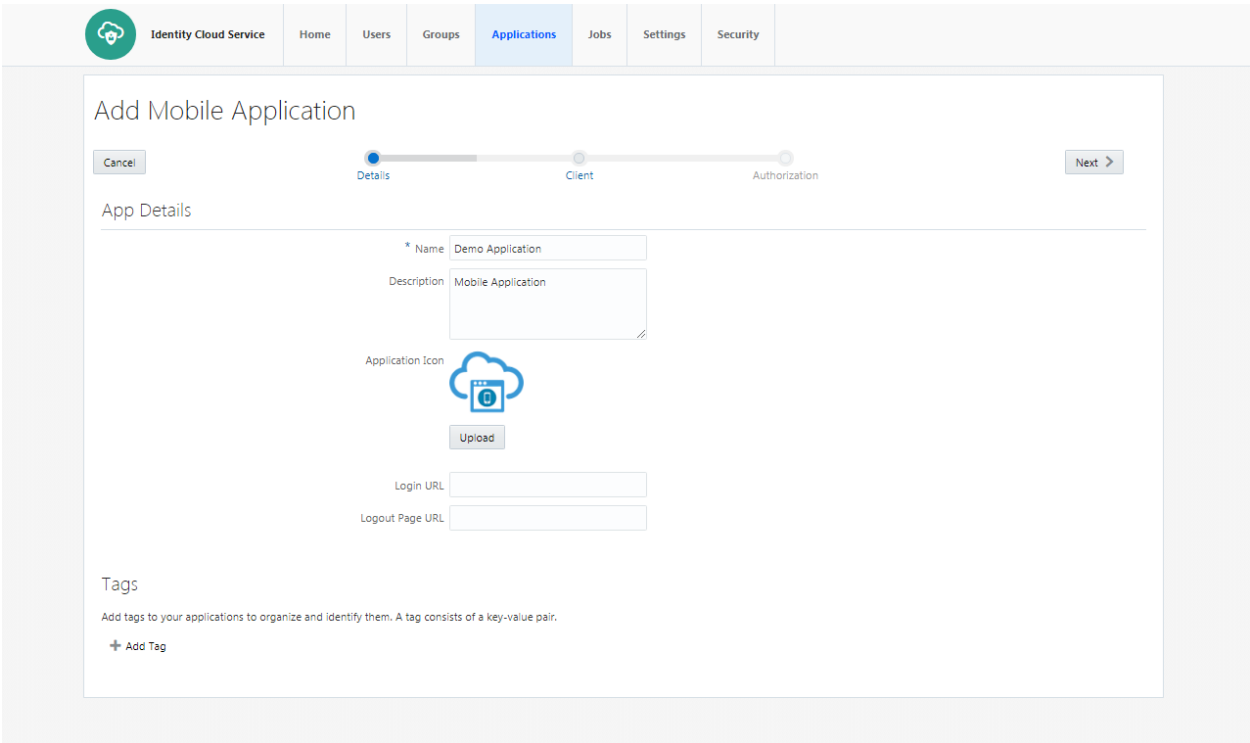 Identity Cloud Service Home Users Groups Applications Jobs Settings Security
Add Mobile Application
Cancel
Details Client Authorization
Next
App Details
* Name Demo Application
Description Mobile Application
Application Icon
Upload
Login URL
Logout Page URL
Tags
Add tags to your applications to organize and identify them. A tag consists of a key-value pair.
Add Tag